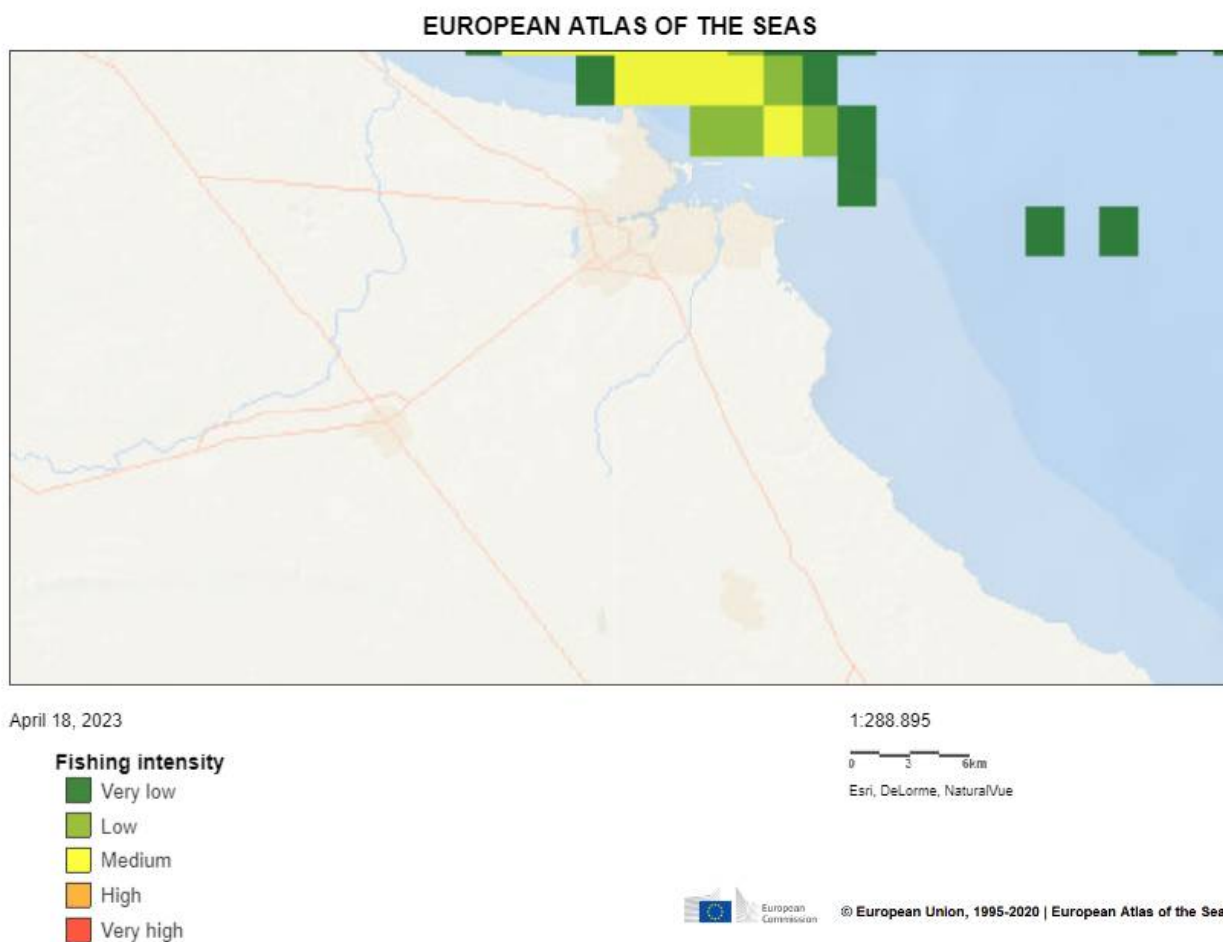 EUROPEAN ATLAS OF THE SEAS
April 18, 2023
1:288.895
Fishing intensity
Very low
Low
Medium
High
Very high
0 3 6km
Esri, DeLorme, NaturalVue
European
Commission
© European Union, 1995-2020 | European Atlas of the Sea